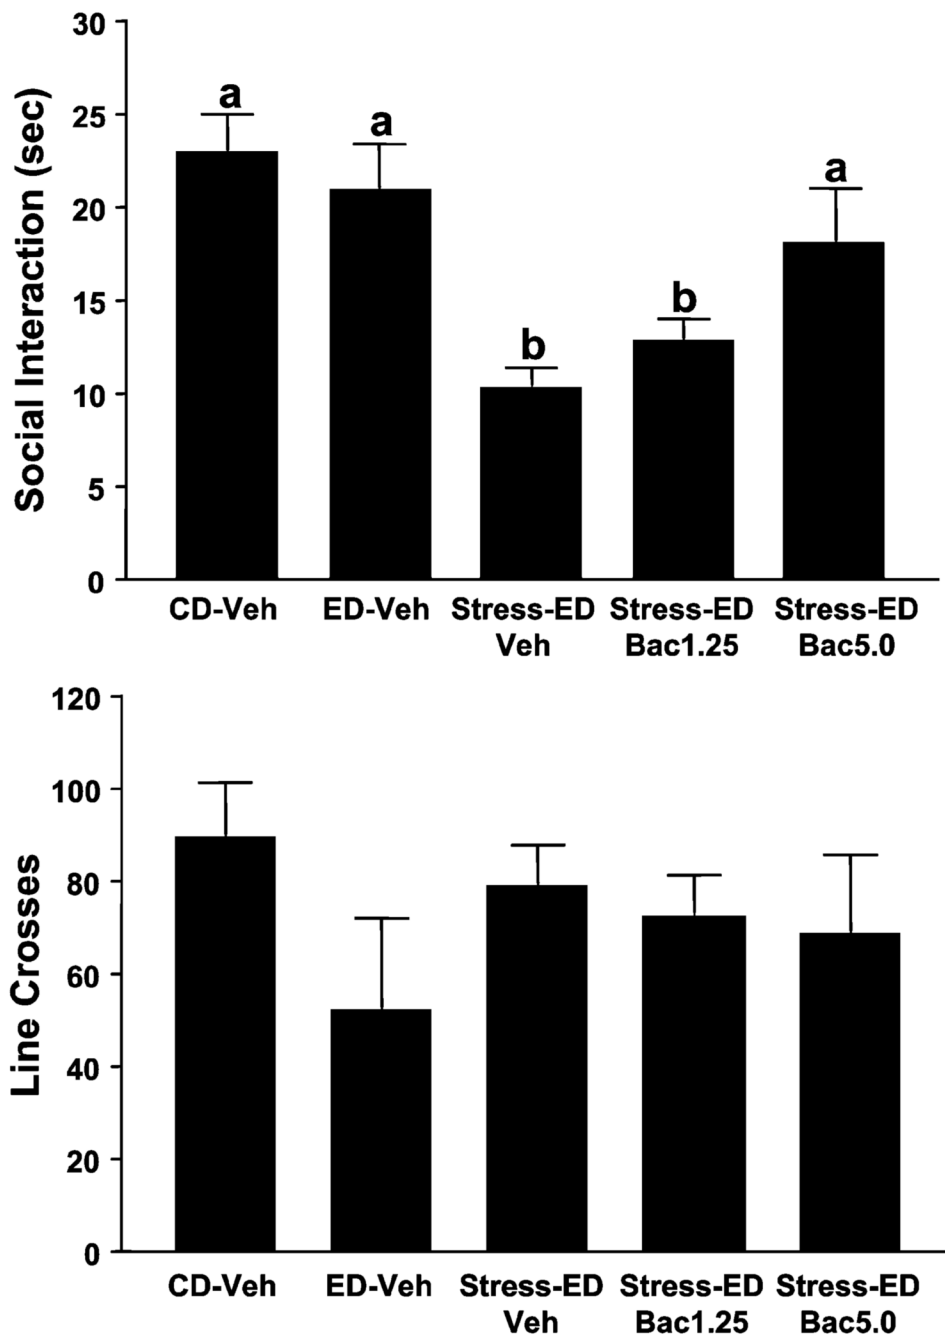 30
25
20
15
10
5
0
Social Interaction (sec)
a
a
b
b
a
CD-Veh ED-Veh Stress-ED Stress-ED Stress-ED
Veh Bac1.25 Bac5.0
120
100
80
60
40
20
0
Line Crosses
CD-Veh ED-Veh Stress-ED Stress-ED Stress-ED
Veh Bac1.25 Bac5.0